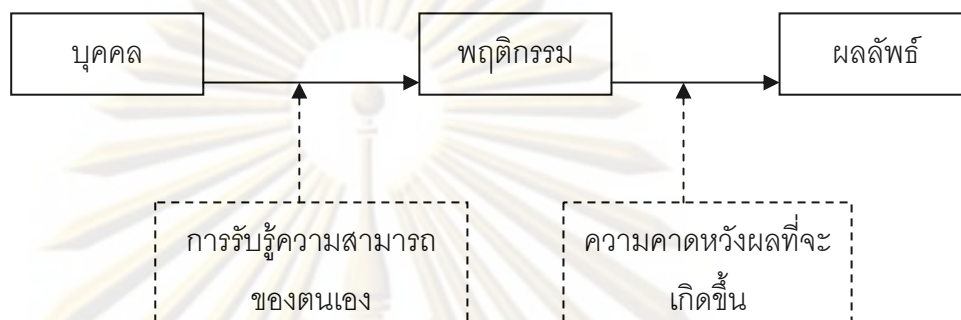 บุคคล
พฤติกรรม
ผลลัพธ์
การรับรู้ความสามารถ
ของตนเอง
ความคาดหวังผลที่จะ
เกิดขึ้น